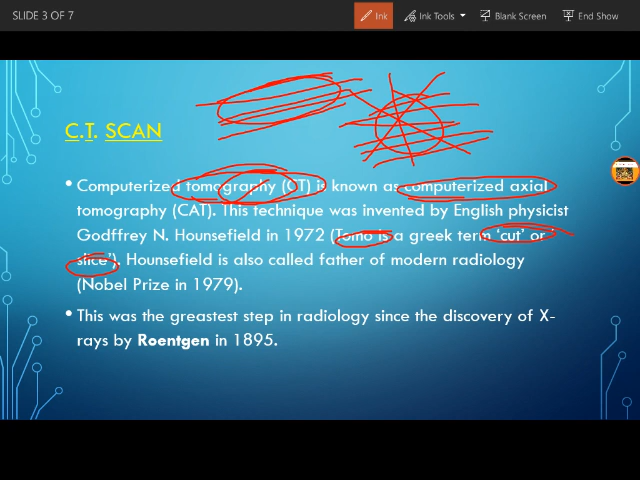 SLIDE 3 OF 7
Ink
Ink Tools
Blank Screen
End Show
C.T. SCAN
• Computerized tomography (CT) is known as computerized axial
tomography (CAT). This technique was invented by English physicist
Godffrey N. Hounsefield in 1972 (Tomo is a greek term ‘cut’ or ‘
slice’). Hounsefield is also called father of modern radiology
(Nobel Prize in 1979).
• This was the greastest step in radiology since the discovery of X-
rays by Roentgen in 1895.